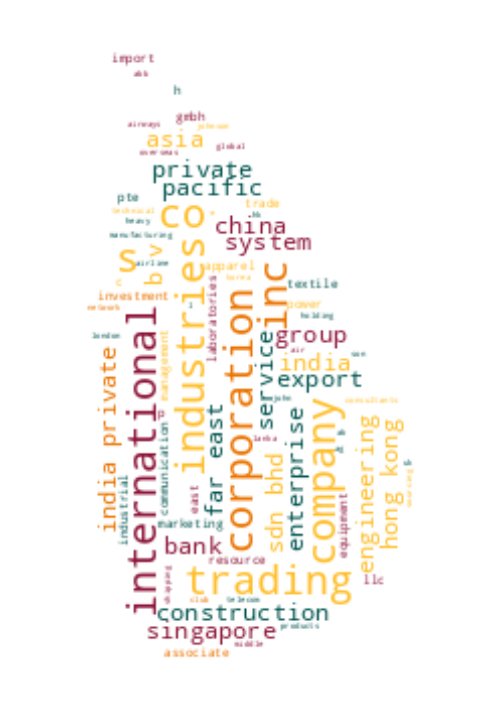 import
h
gmbh
airways
johnson
asia
global
overseas
private
pacific
pte
trade
technical
co
heavy
china
manufacturing
system
s
b v
airline
apparel
korea
c
inc
textile
investment
industries
laboratories
power
network
holding
international
corporation
group
london
service
air
son
management
india
india private
export
p
mojohn
company
consultants
far east
enterprise
engineering
hong kong
communication
lanka
sdn bhd
industrial
east
equipment
marketing
bank
resource
trading
llc
club
telecom
construction
products
singapore
middle
associate